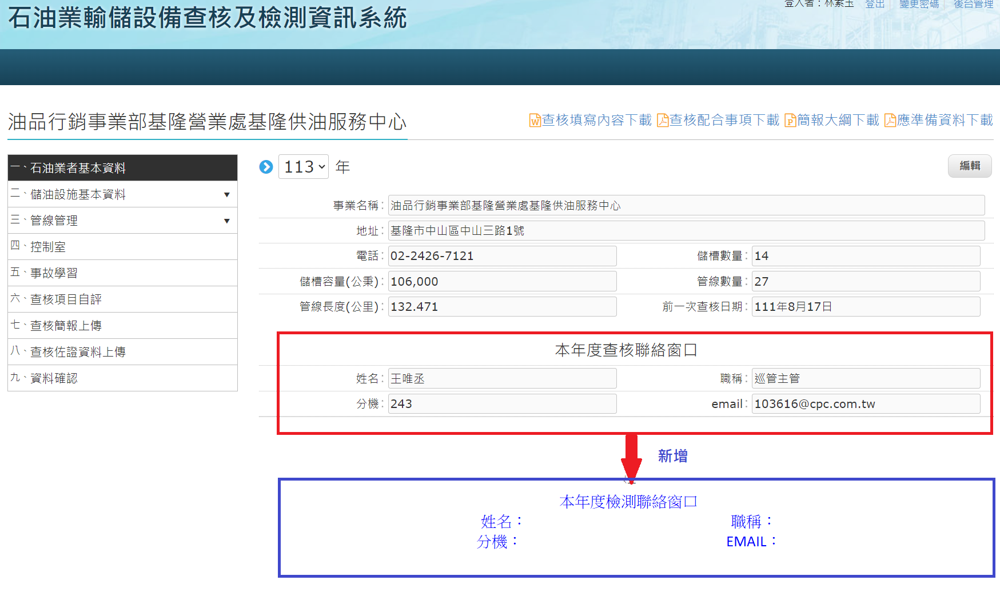 登入者：林素玉 登出 變更密碼 後台管理
石油業輸儲設備查核及檢測資訊系統
油品行銷事業部基隆營業處基隆供油服務中心
查核填寫內容下載 查核配合事項下載 簡報大綱下載 應準備資料下載
一、石油業者基本資料
二、儲油設施基本資料
三、管線管理
四、控制室
五、事故學習
六、查核項目自評
七、查核簡報上傳
八、查核佐證資料上傳
九、資料確認
113 年 編輯
事業名稱: 油品行銷事業部基隆營業處基隆供油服務中心
地址: 基隆市中山區中山三路1號
電話: 02-2426-7121 儲槽數量: 14
儲槽容量(公秉): 106,000 管線數量: 27
管線長度(公里): 132.471 前一次查核日期: 111年8月17日
本年度查核聯絡窗口
姓名: 王唯丞 職稱: 巡管主管
分機: 243 email: 103616@cpc.com.tw
新增
本年度檢測聯絡窗口
姓名： 職稱：
分機： EMAIL：